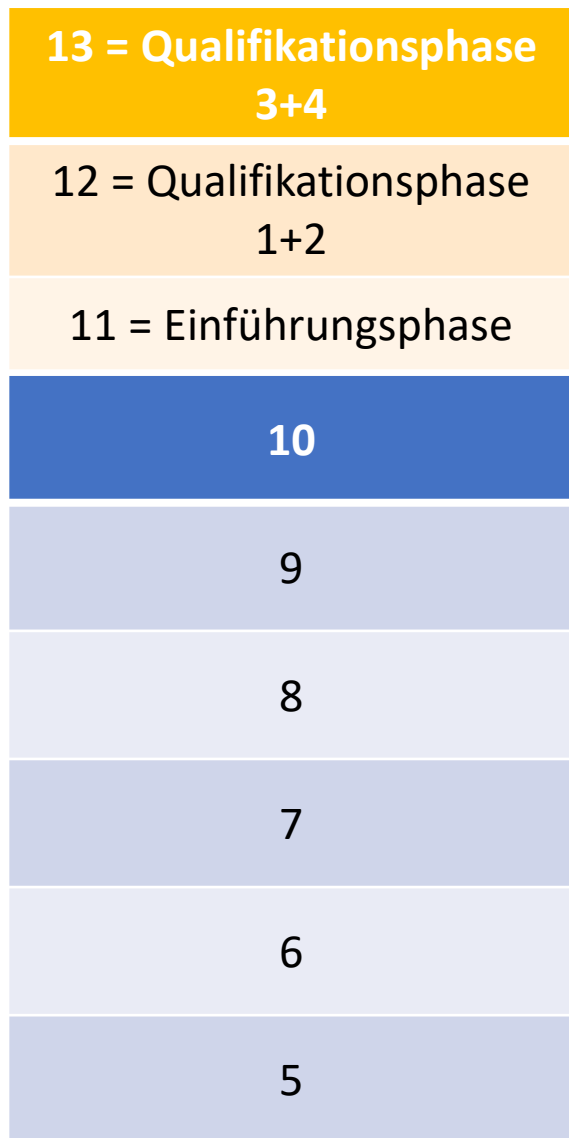 13 = Qualifikationsphase
3+4
12 = Qualifikationsphase
1+2
11 = Einführungsphase
10
9
8
7
6
5